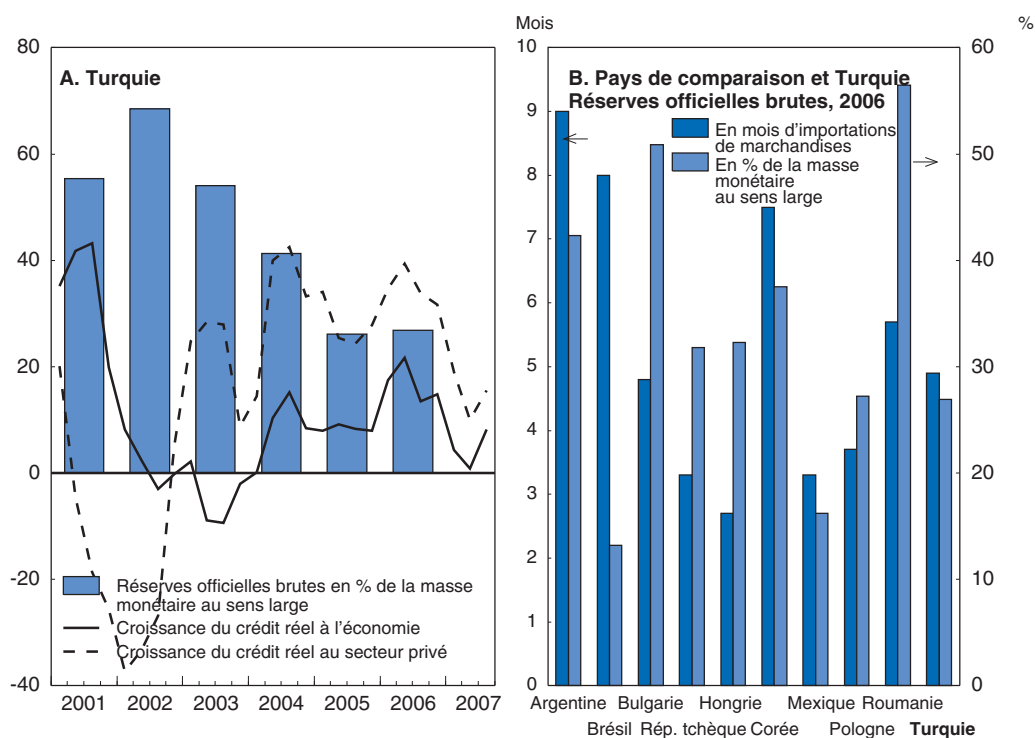 A. Turquie
80
60
40
20
0
-20
-40
Réserves officielles brutes en % de la masse
monétaire au sens large
Croissance du crédit réel à l'économie
Croissance du crédit réel au secteur privé
2001 2002 2003 2004 2005 2006 2007
Mois %
B. Pays de comparaison et Turquie
Réserves officielles brutes, 2006
En mois d'importations
de marchandises
En % de la masse
monétaire
au sens large
10
9
8
7
6
5
4
3
2
1
0
60
50
40
30
20
10
0
Argentine Bulgarie Hongrie Mexique Roumanie
Brésil Rép. tchèque Corée Pologne Turquie